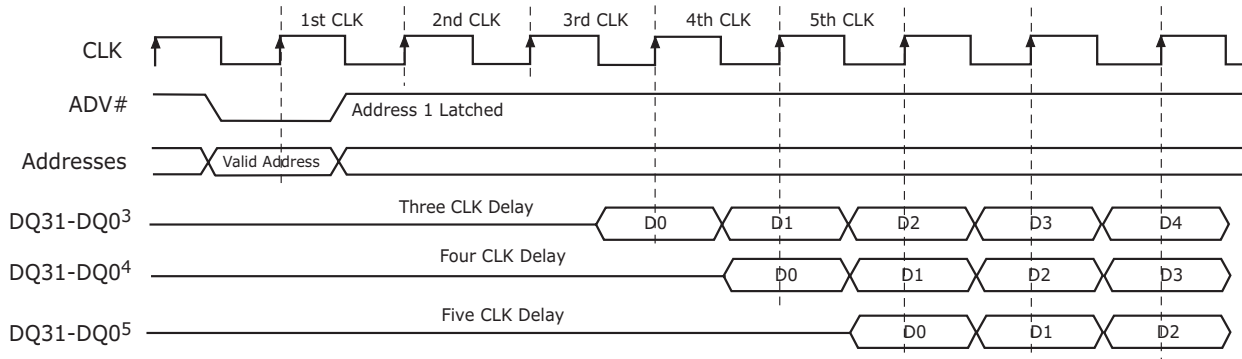 1st CLK 2nd CLK 3rd CLK 4th CLK 5th CLK
CLK
ADV# Address 1 Latched
Addresses Valid Address
DQ31-DQ0³ Three CLK Delay D0 D1 D2 D3 D4
DQ31-DQ0⁴ Four CLK Delay D0 D1 D2 D3
DQ31-DQ0⁵ Five CLK Delay D0 D1 D2